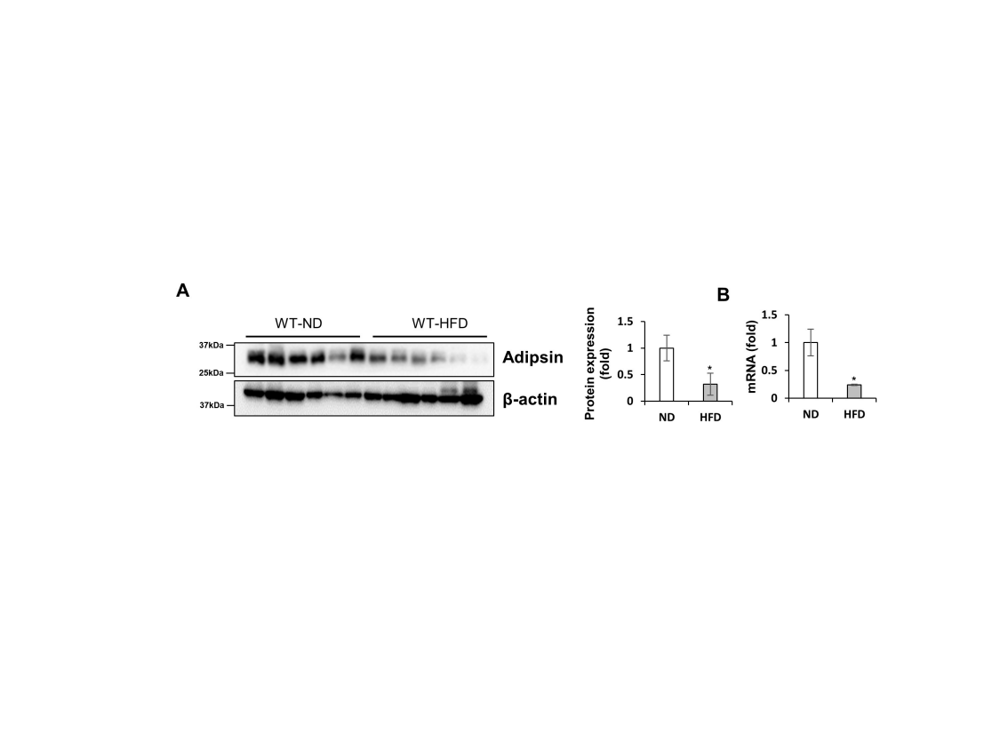 A
WT-ND
WT-HFD
37kDa
25kDa
37kDa
Adipsin
β-actin
Protein expression
(fold)
1.5
1
0.5
0
*
ND
HFD
B
mRNA (fold)
1.5
1
0.5
0
*
ND
HFD